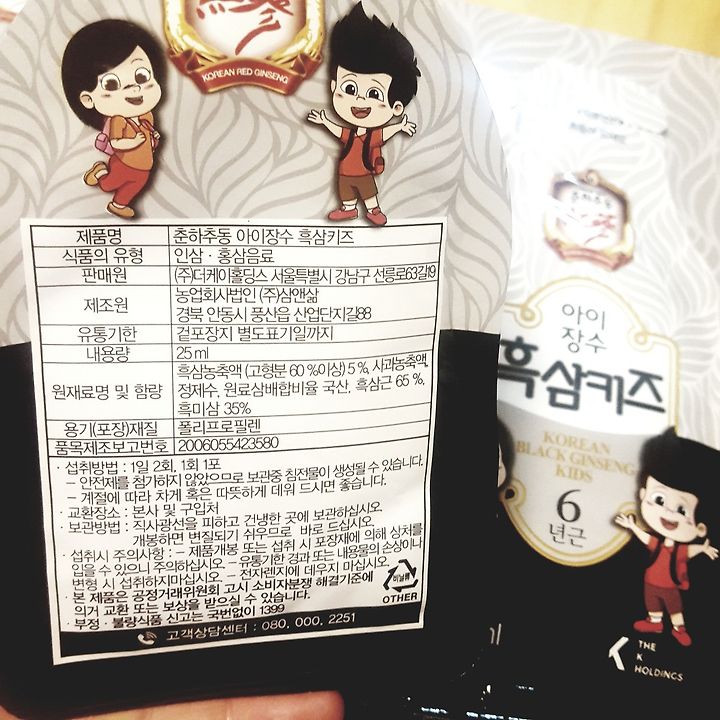 KOREAN RED GINSENG
제품명 춘하추동 아이장수 흑삼키즈
식품의 유형 인삼 · 홍삼음료
판매원 (주)더케이홀딩스 서울특별시 강남구 선릉로63길19
제조원 농업회사법인 (주)삼앤삶
경북 안동시 풍산읍 산업단지길88
유통기한 겉포장지 별도표기일까지
내용량 25ml
원재료명 및 함량 흑삼농축액 (고형분 60 %이상) 5 %, 사과농축액,
정제수, 원료삼배합비율 국산, 흑삼근 65 %,
흑미삼 35%
용기(포장)재질 폴리프로필렌
품목제조보고번호 2006055423580
· 섭취방법 : 1일 2회, 1회 1포
– 안전제를 첨가하지 않았으므로 보관중 침전물이 생성될 수 있습니다.
– 계절에 따라 차게 혹은 따뜻하게 데워 드시면 좋습니다.
· 교환장소 : 본사 및 구입처
· 보관방법 : 직사광선을 피하고 건냉한 곳에 보관하십시오.
개봉하면 변질되기 쉬우므로 바로 드십시오.
· 섭취시 주의사항 : – 제품개봉 또는 섭취 시 포장재에 의해 상처를
입을 수 있으니 주의하십시오. – 유통기한 경과 또는 내용물의 손상이나
변형 시 섭취하지마십시오. – 전자렌지에 데우지 마십시오.
· 본 제품은 공정거래위원회 고시 소비자분쟁 해결기준에
의거 교환 또는 보상을 받으실 수 있습니다.
· 부정 · 불량식품 신고는 국번없이 1399
비닐류
OTHER
고객상담센터 : 080. 000. 2251
춘하추동
아이
장수
흑삼키즈
KOREAN
BLACK GINSENG
KIDS
6
년근
ml
THE
K
HOLDINGS